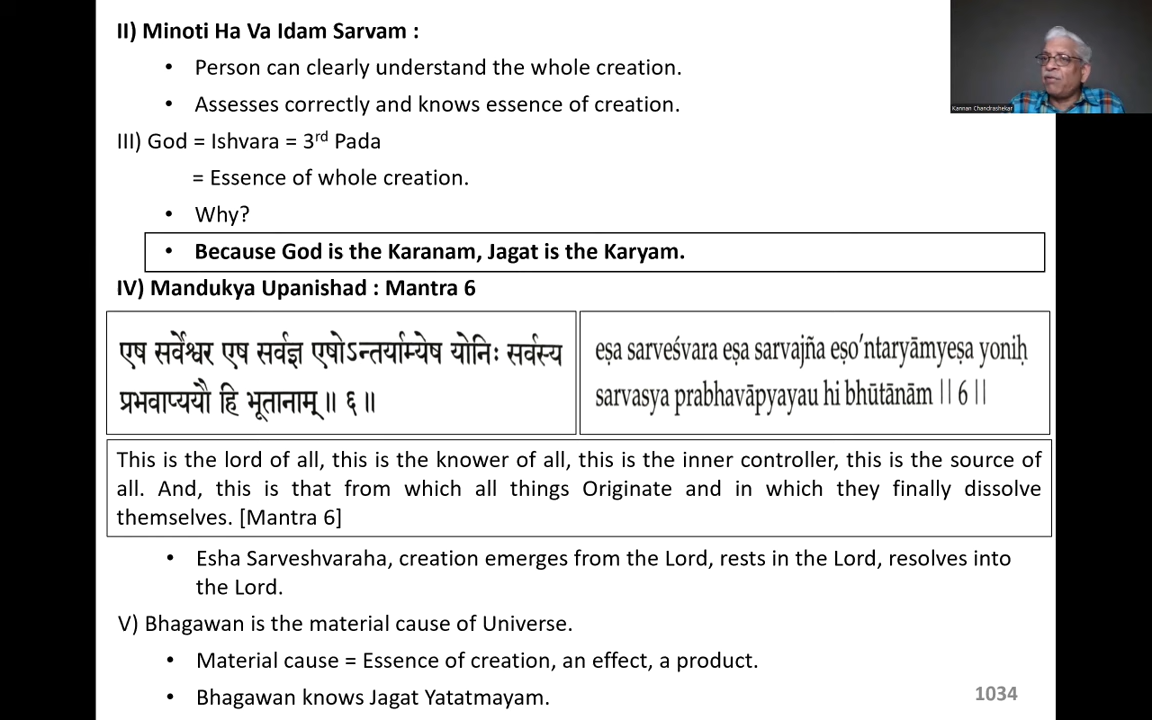 II) Minoti Ha Va Idam Sarvam :
• Person can clearly understand the whole creation.
• Assesses correctly and knows essence of creation.
III) God = Ishvara = 3rd Pada
= Essence of whole creation.
• Why?
• Because God is the Karanam, Jagat is the Karyam.
IV) Mandukya Upanishad : Mantra 6
एष सर्वेश्वर एष सर्वज्ञ एषोऽन्तर्याम्येष योनिः सर्वस्य
प्रभवाप्ययौ हि भूतानाम् ॥ ६ ॥
eṣa sarveśvara eṣa sarvajña eṣo'ntaryāmyeṣa yoniḥ
sarvasya prabhavāpyayau hi bhūtānām || 6 ||
This is the lord of all, this is the knower of all, this is the inner controller, this is the source of
all. And, this is that from which all things Originate and in which they finally dissolve
themselves. [Mantra 6]
• Esha Sarveshvaraha, creation emerges from the Lord, rests in the Lord, resolves into
the Lord.
V) Bhagawan is the material cause of Universe.
• Material cause = Essence of creation, an effect, a product.
• Bhagawan knows Jagat Yatatmayam.
1034
Kannan Chandrashekar